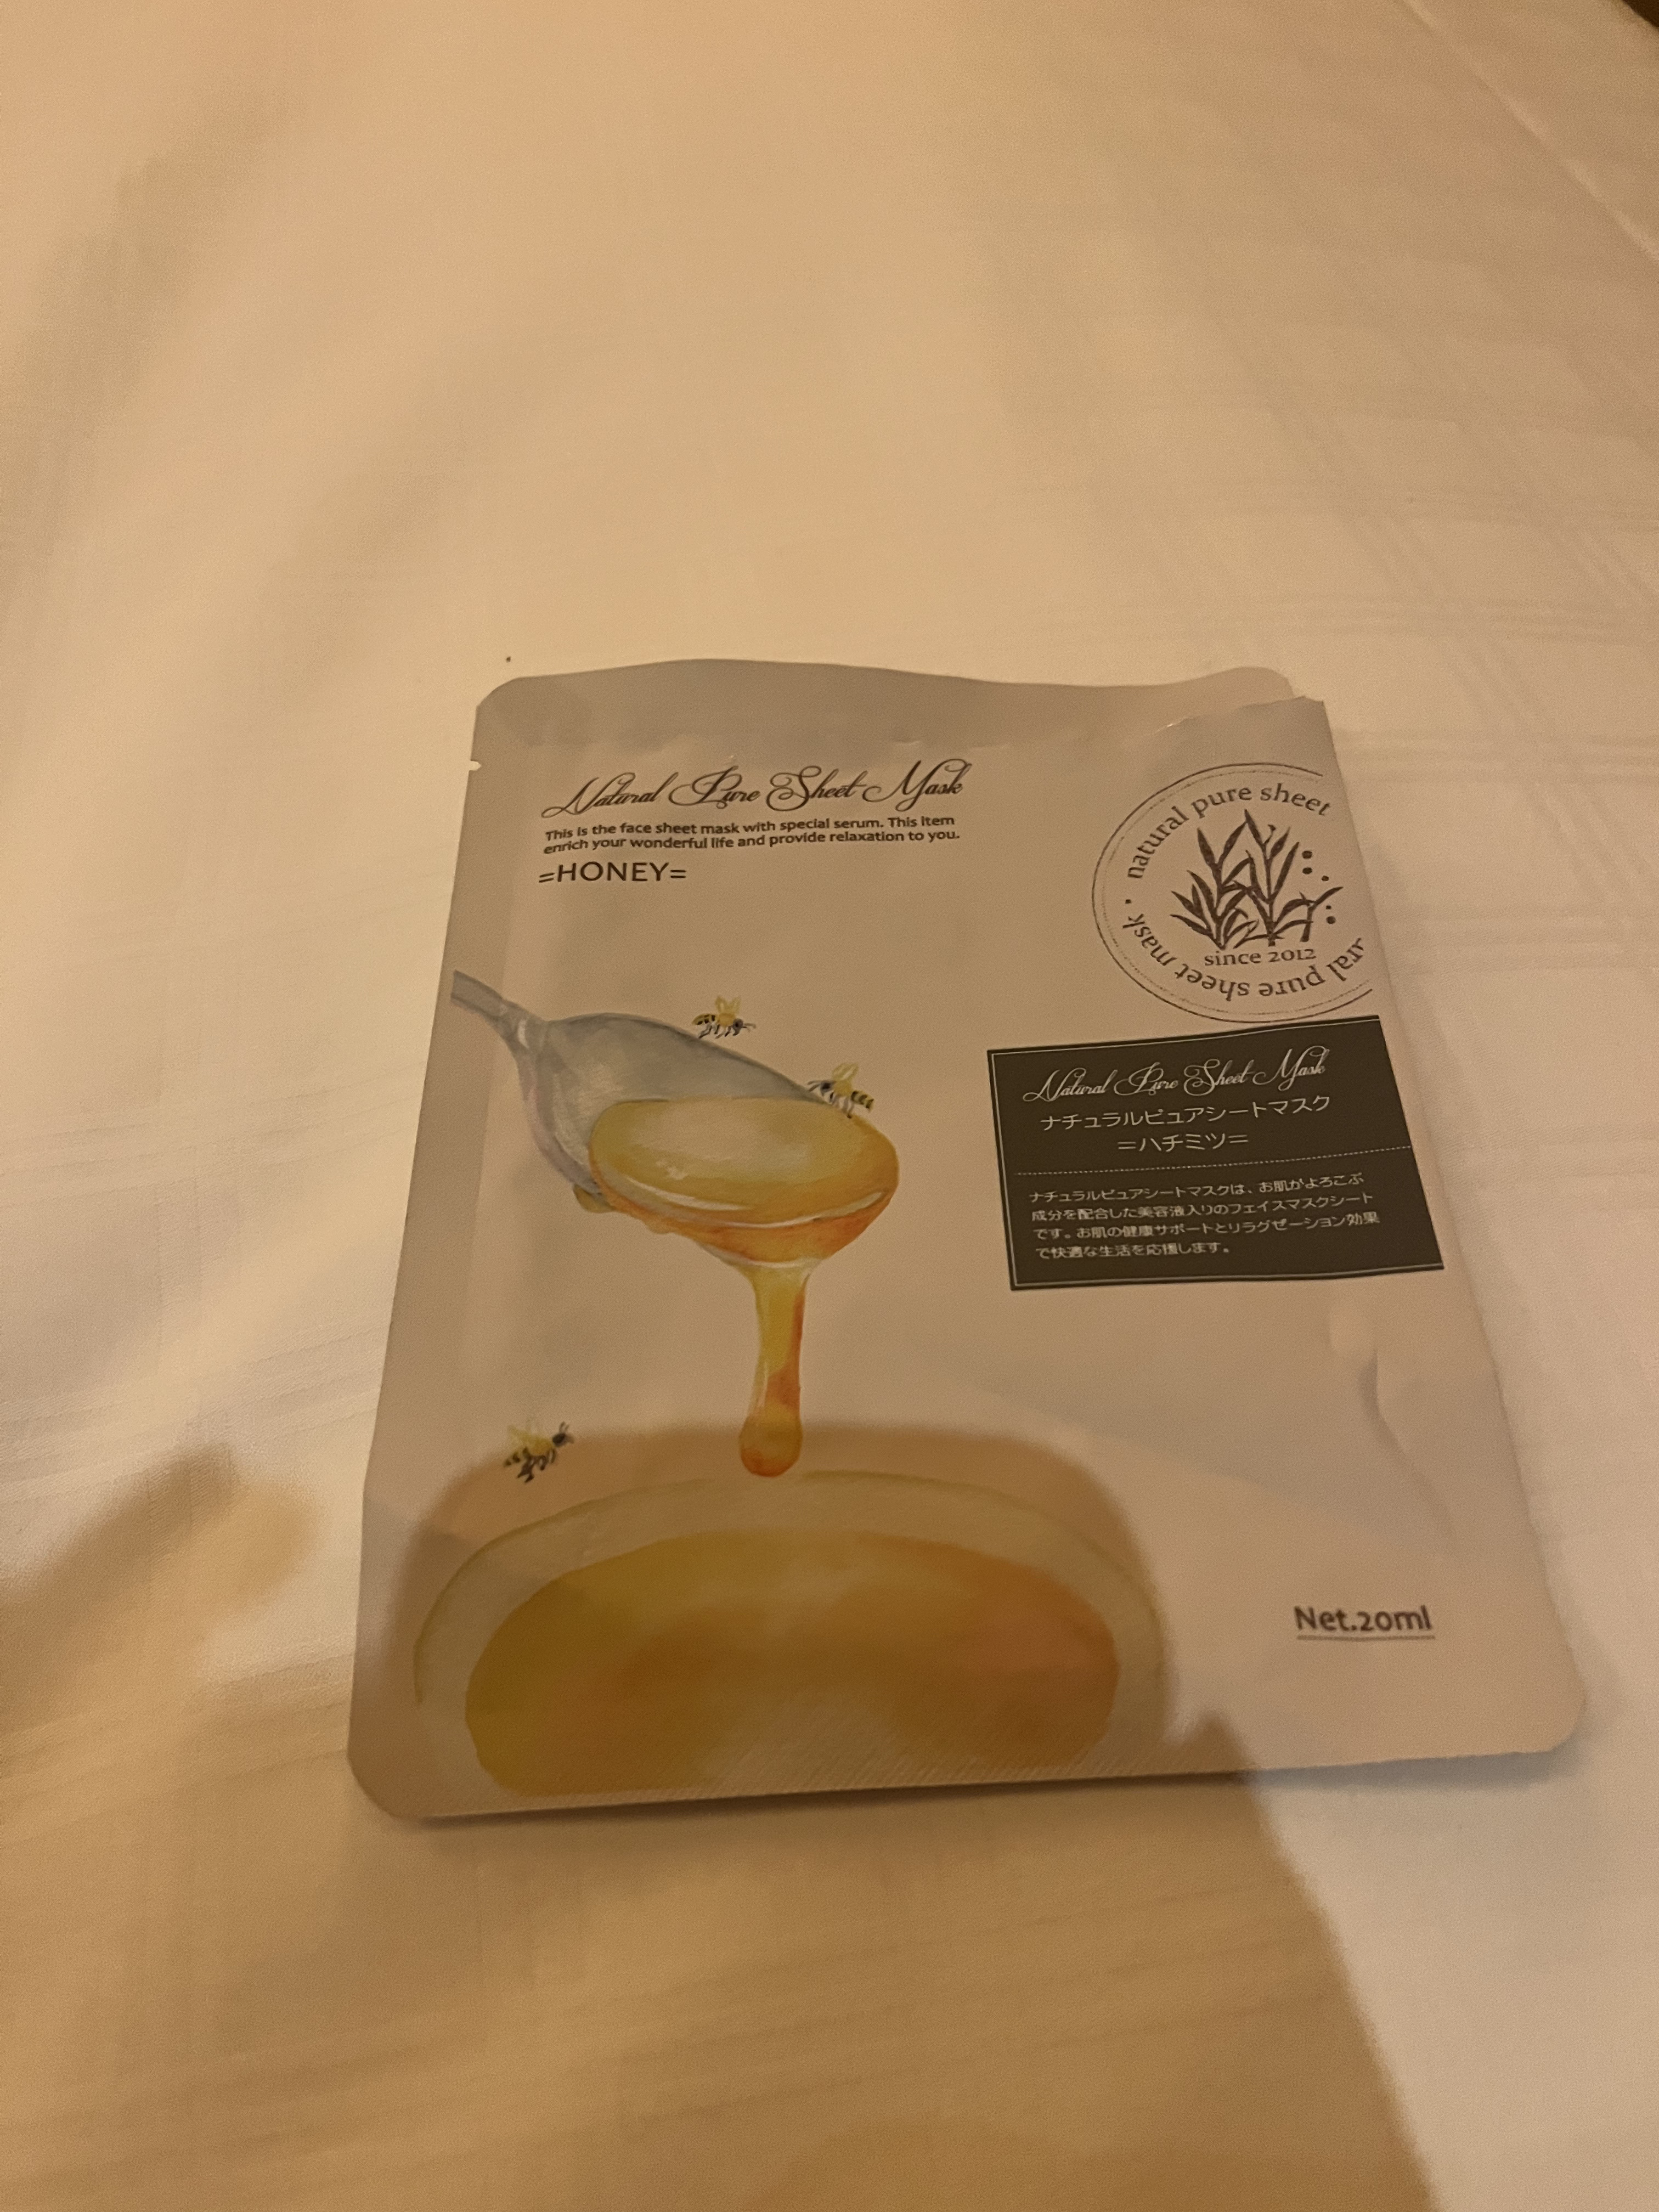 Natural Pure Sheet Mask
This is the face sheet mask with special serum. This item
enrich your wonderful life and provide relaxation to you.
=HONEY=
natural pure sheet
since 2012
ural pure sheet mask
Natural Pure Sheet Mask
ナチュラルピュアシートマスク
=ハチミツ=
ナチュラルピュアシートマスクは、お肌がよろこぶ
成分を配合した美容液入りのフェイスマスクシート
です。お肌の健康サポートとリラグゼーション効果
で快適な生活を応援します。
Net.20ml